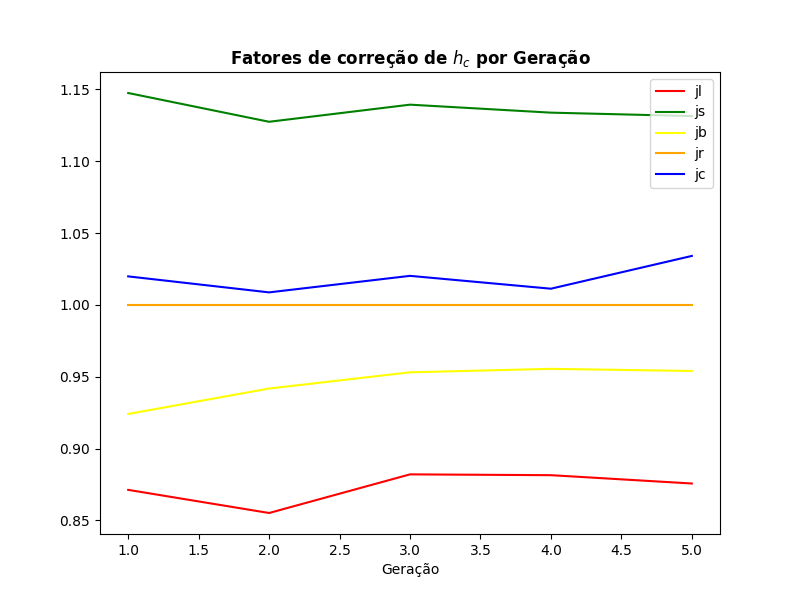 Fatores de correção de h_c por Geração
1.15
1.10
1.05
1.00
0.95
0.90
0.85
jl
js
jb
jr
jc
1.0 1.5 2.0 2.5 3.0 3.5 4.0 4.5 5.0
Geração